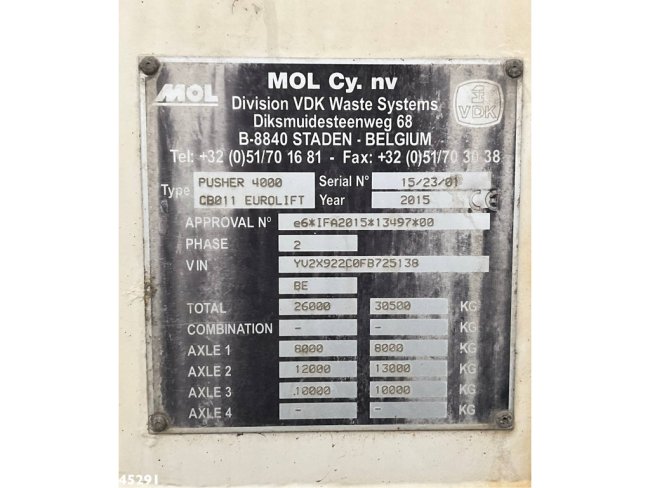 MOL
MOL Cy. nv
VDK
Division VDK Waste Systems
Diksmuidesteenweg 68
B-8840 STADEN - BELGIUM
Tel: +32 (0)51/70 16 81 - Fax: +32 (0)51/70 30 38
Type PUSHER 4000 Serial N° 15/23/01
CB011 EUROLIFT Year 2015 CE
APPROVAL N° e6*IFA2015*13497*00
PHASE 2
VIN YV2X922C0FB725138
BE
TOTAL 26000 30500 KG
COMBINATION - - KG
AXLE 1 8000 8000 KG
AXLE 2 12000 13000 KG
AXLE 3 10000 10000 KG
AXLE 4 - - KG
45291